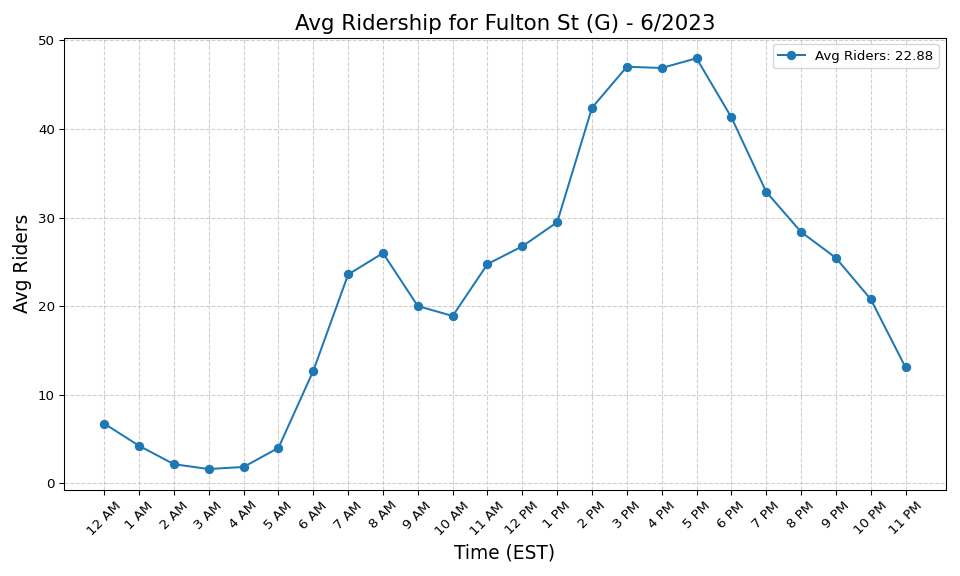 Avg Ridership for Fulton St (G) - 6/2023
Avg Riders: 22.88
Avg Riders
50
40
30
20
10
0
12 AM
1 AM
2 AM
3 AM
4 AM
5 AM
6 AM
7 AM
8 AM
9 AM
10 AM
11 AM
12 PM
1 PM
2 PM
3 PM
4 PM
5 PM
6 PM
7 PM
8 PM
9 PM
10 PM
11 PM
Time (EST)